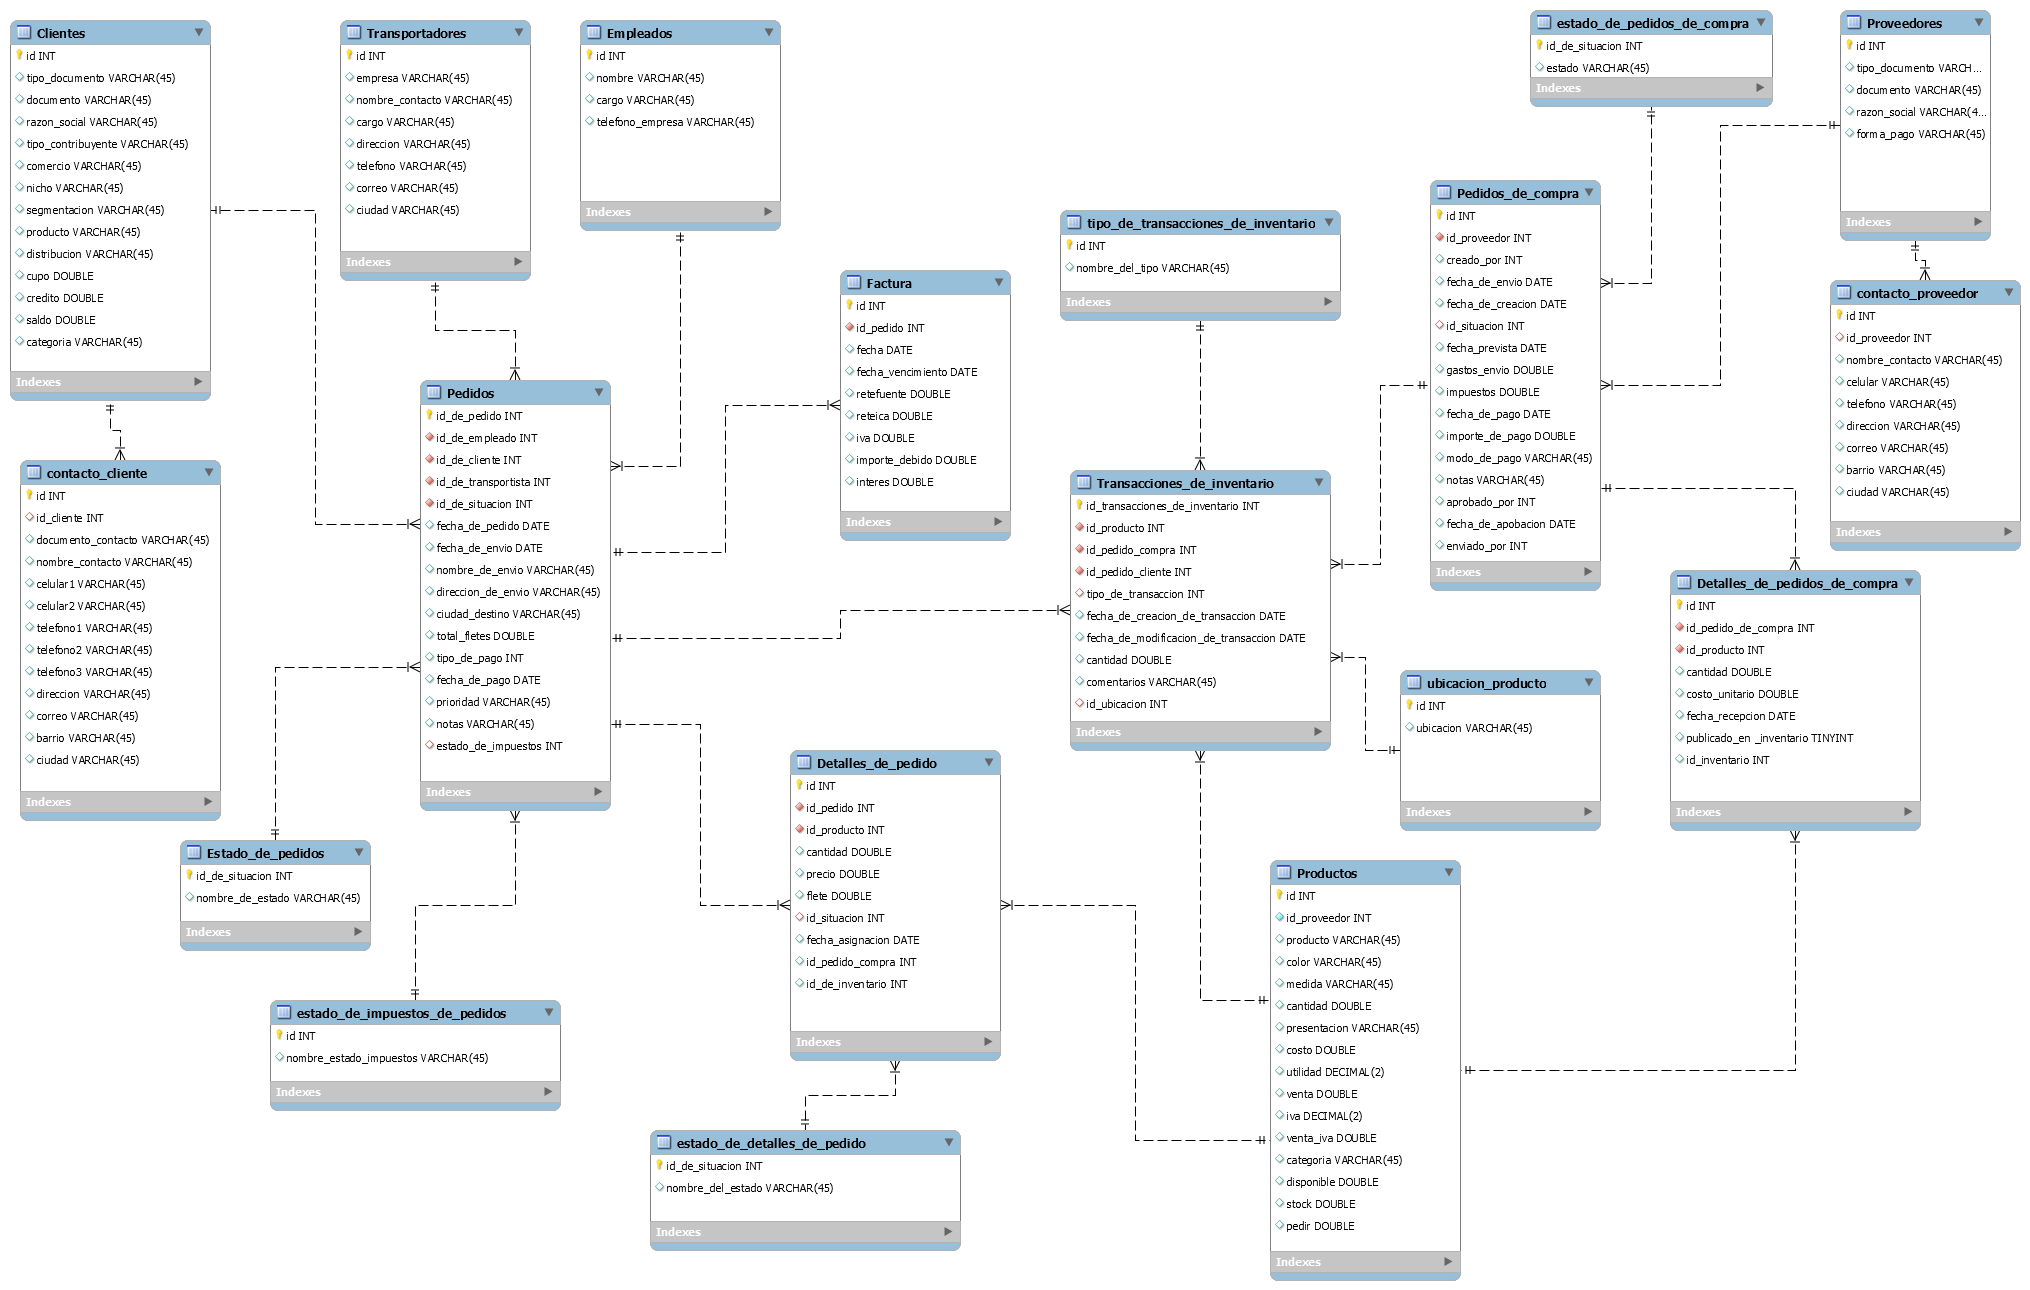 Clientes
id INT
tipo_documento VARCHAR(45)
documento VARCHAR(45)
razon_social VARCHAR(45)
tipo_contribuyente VARCHAR(45)
comercio VARCHAR(45)
nicho VARCHAR(45)
segmentacion VARCHAR(45)
producto VARCHAR(45)
distribucion VARCHAR(45)
cupo DOUBLE
credito DOUBLE
saldo DOUBLE
categoria VARCHAR(45)
Indexes
Transportadores
id INT
empresa VARCHAR(45)
nombre_contacto VARCHAR(45)
cargo VARCHAR(45)
direccion VARCHAR(45)
telefono VARCHAR(45)
correo VARCHAR(45)
ciudad VARCHAR(45)
Indexes
Empleados
id INT
nombre VARCHAR(45)
cargo VARCHAR(45)
telefono_empresa VARCHAR(45)
Indexes
estado_de_pedidos_de_compra
id_de_situacion INT
estado VARCHAR(45)
Indexes
Proveedores
id INT
tipo_documento VARCH...
documento VARCHAR(45)
razon_social VARCHAR(4...
forma_pago VARCHAR(45)
Indexes
Pedidos_de_compra
id INT
id_proveedor INT
creado_por INT
fecha_de_envio DATE
fecha_de_creacion DATE
id_situacion INT
fecha_prevista DATE
gastos_envio DOUBLE
impuestos DOUBLE
fecha_de_pago DATE
importe_de_pago DOUBLE
modo_de_pago VARCHAR(45)
notas VARCHAR(45)
aprobado_por INT
fecha_de_apobacion DATE
enviado_por INT
Indexes
tipo_de_transacciones_de_inventario
id INT
nombre_del_tipo VARCHAR(45)
Indexes
Factura
id INT
id_pedido INT
fecha DATE
fecha_vencimiento DATE
retefuente DOUBLE
reteica DOUBLE
iva DOUBLE
importe_debido DOUBLE
interes DOUBLE
Indexes
contacto_proveedor
id INT
id_proveedor INT
nombre_contacto VARCHAR(45)
celular VARCHAR(45)
telefono VARCHAR(45)
direccion VARCHAR(45)
correo VARCHAR(45)
barrio VARCHAR(45)
ciudad VARCHAR(45)
Indexes
Pedidos
id_de_pedido INT
id_de_empleado INT
id_de_cliente INT
id_de_transportista INT
id_de_situacion INT
fecha_de_pedido DATE
fecha_de_envio DATE
nombre_de_envio VARCHAR(45)
direccion_de_envio VARCHAR(45)
ciudad_destino VARCHAR(45)
total_fletes DOUBLE
tipo_de_pago INT
fecha_de_pago DATE
prioridad VARCHAR(45)
notas VARCHAR(45)
estado_de_impuestos INT
Indexes
contacto_cliente
id INT
id_cliente INT
documento_contacto VARCHAR(45)
nombre_contacto VARCHAR(45)
celular1 VARCHAR(45)
celular2 VARCHAR(45)
telefono1 VARCHAR(45)
telefono2 VARCHAR(45)
telefono3 VARCHAR(45)
direccion VARCHAR(45)
correo VARCHAR(45)
barrio VARCHAR(45)
ciudad VARCHAR(45)
Indexes
Transacciones_de_inventario
id_transacciones_de_inventario INT
id_producto INT
id_pedido_compra INT
id_pedido_cliente INT
tipo_de_transaccion INT
fecha_de_creacion_de_transaccion DATE
fecha_de_modificacion_de_transaccion DATE
cantidad DOUBLE
comentarios VARCHAR(45)
id_ubicacion INT
Indexes
Detalles_de_pedidos_de_compra
id INT
id_pedido_de_compra INT
id_producto INT
cantidad DOUBLE
costo_unitario DOUBLE
fecha_recepcion DATE
publicado_en _inventario TINYINT
id_inventario INT
Indexes
ubicacion_producto
id INT
ubicacion VARCHAR(45)
Indexes
Detalles_de_pedido
id INT
id_pedido INT
id_producto INT
cantidad DOUBLE
precio DOUBLE
flete DOUBLE
id_situacion INT
fecha_asignacion DATE
id_pedido_compra INT
id_de_inventario INT
Indexes
Estado_de_pedidos
id_de_situacion INT
nombre_de_estado VARCHAR(45)
Indexes
Productos
id INT
id_proveedor INT
producto VARCHAR(45)
color VARCHAR(45)
medida VARCHAR(45)
cantidad DOUBLE
presentacion VARCHAR(45)
costo DOUBLE
utilidad DECIMAL(2)
venta DOUBLE
iva DECIMAL(2)
venta_iva DOUBLE
categoria VARCHAR(45)
disponible DOUBLE
stock DOUBLE
pedir DOUBLE
Indexes
estado_de_impuestos_de_pedidos
id INT
nombre_estado_impuestos VARCHAR(45)
Indexes
estado_de_detalles_de_pedido
id_de_situacion INT
nombre_del_estado VARCHAR(45)
Indexes